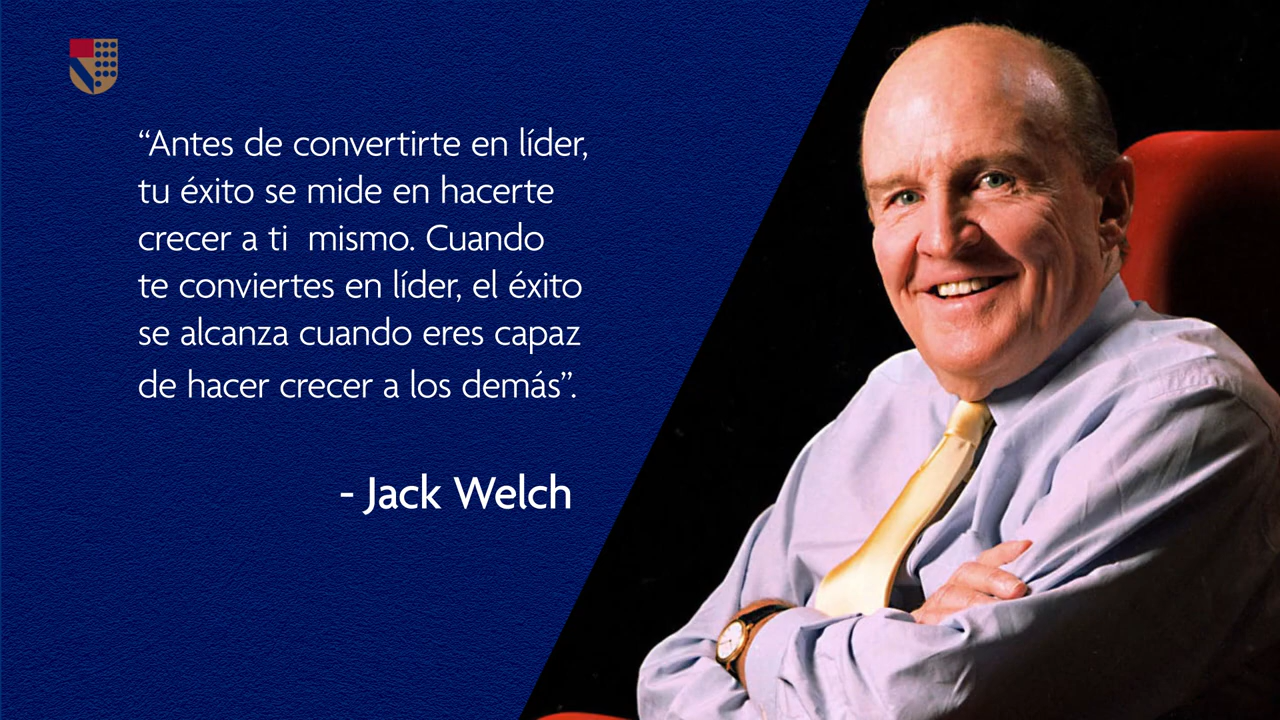 “Antes de convertirte en líder,
tu éxito se mide en hacerte
crecer a ti  mismo. Cuando
te conviertes en líder, el éxito
se alcanza cuando eres capaz
de hacer crecer a los demás”.
- Jack Welch